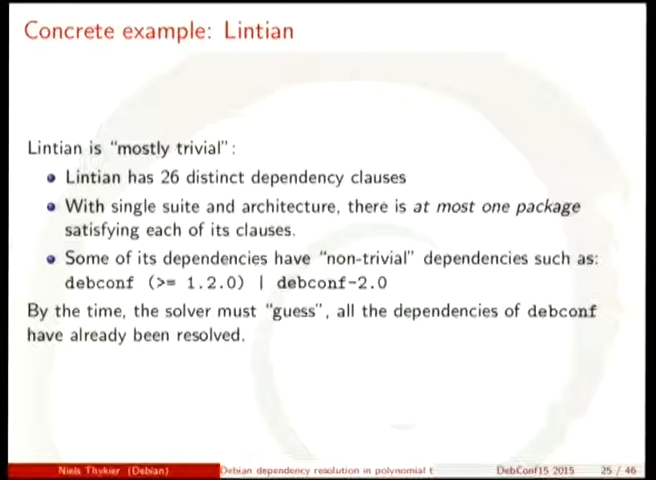 Concrete example: Lintian
Lintian is “mostly trivial”:
Lintian has 26 distinct dependency clauses
With single suite and architecture, there is at most one package
satisfying each of its clauses.
Some of its dependencies have “non-trivial” dependencies such as:
debconf (>= 1.2.0) | debconf-2.0
By the time, the solver must “guess”, all the dependencies of debconf
have already been resolved.
Niels Thykier (Debian) Debian dependency resolution in polynomial t DebConf15 2015 25 / 46